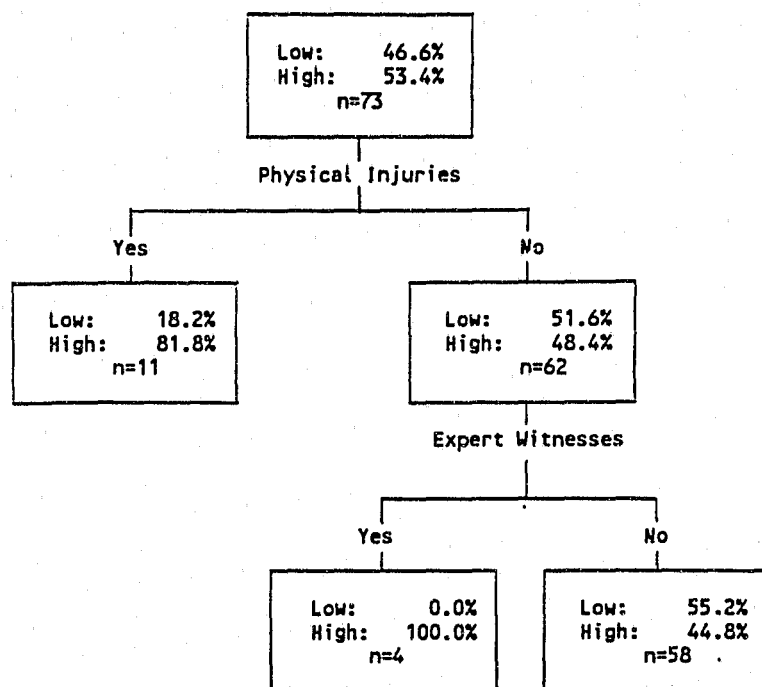 Low: 46.6%
High: 53.4%
n=73
Physical Injuries
Yes
No
Low: 18.2%
High: 81.8%
n=11
Low: 51.6%
High: 48.4%
n=62
Expert Witnesses
Yes
No
Low: 0.0%
High: 100.0%
n=4
Low: 55.2%
High: 44.8%
n=58